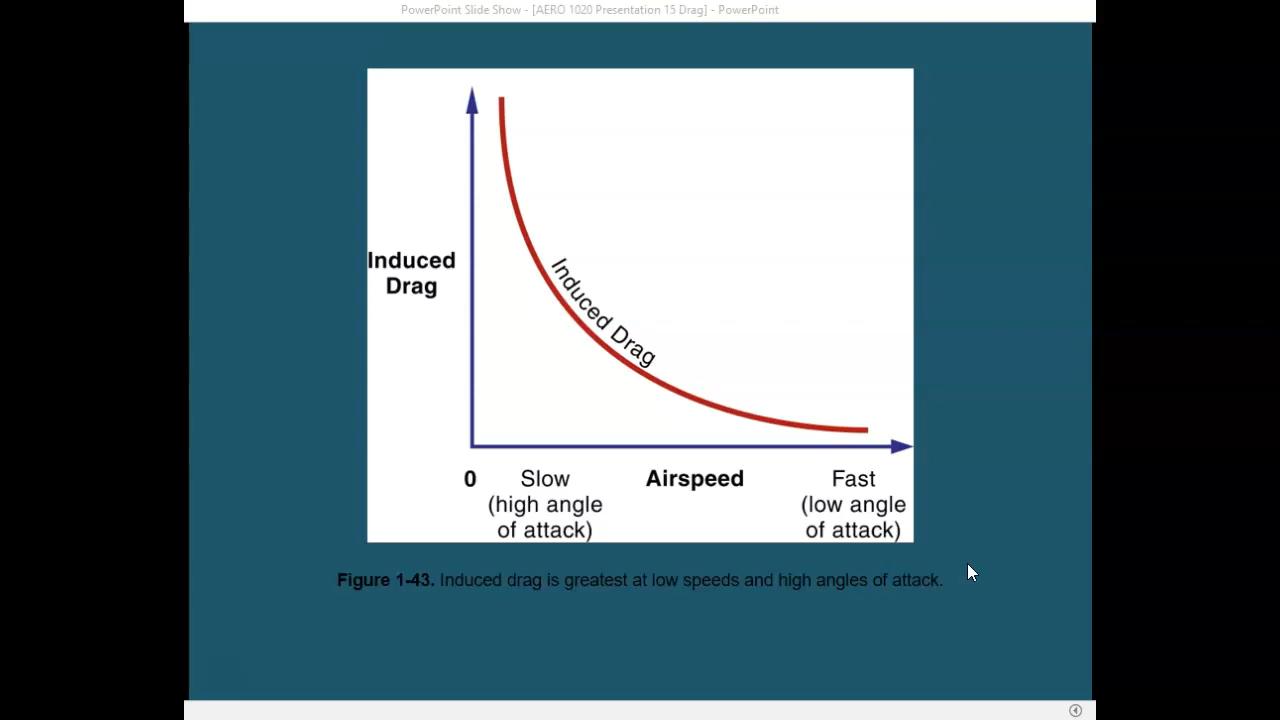 PowerPoint Slide Show - [AERO 1020 Presentation 15 Drag] - PowerPoint
Induced
Drag
Induced Drag
0
Slow
(high angle
of attack)
Airspeed
Fast
(low angle
of attack)
Figure 1-43. Induced drag is greatest at low speeds and high angles of attack.